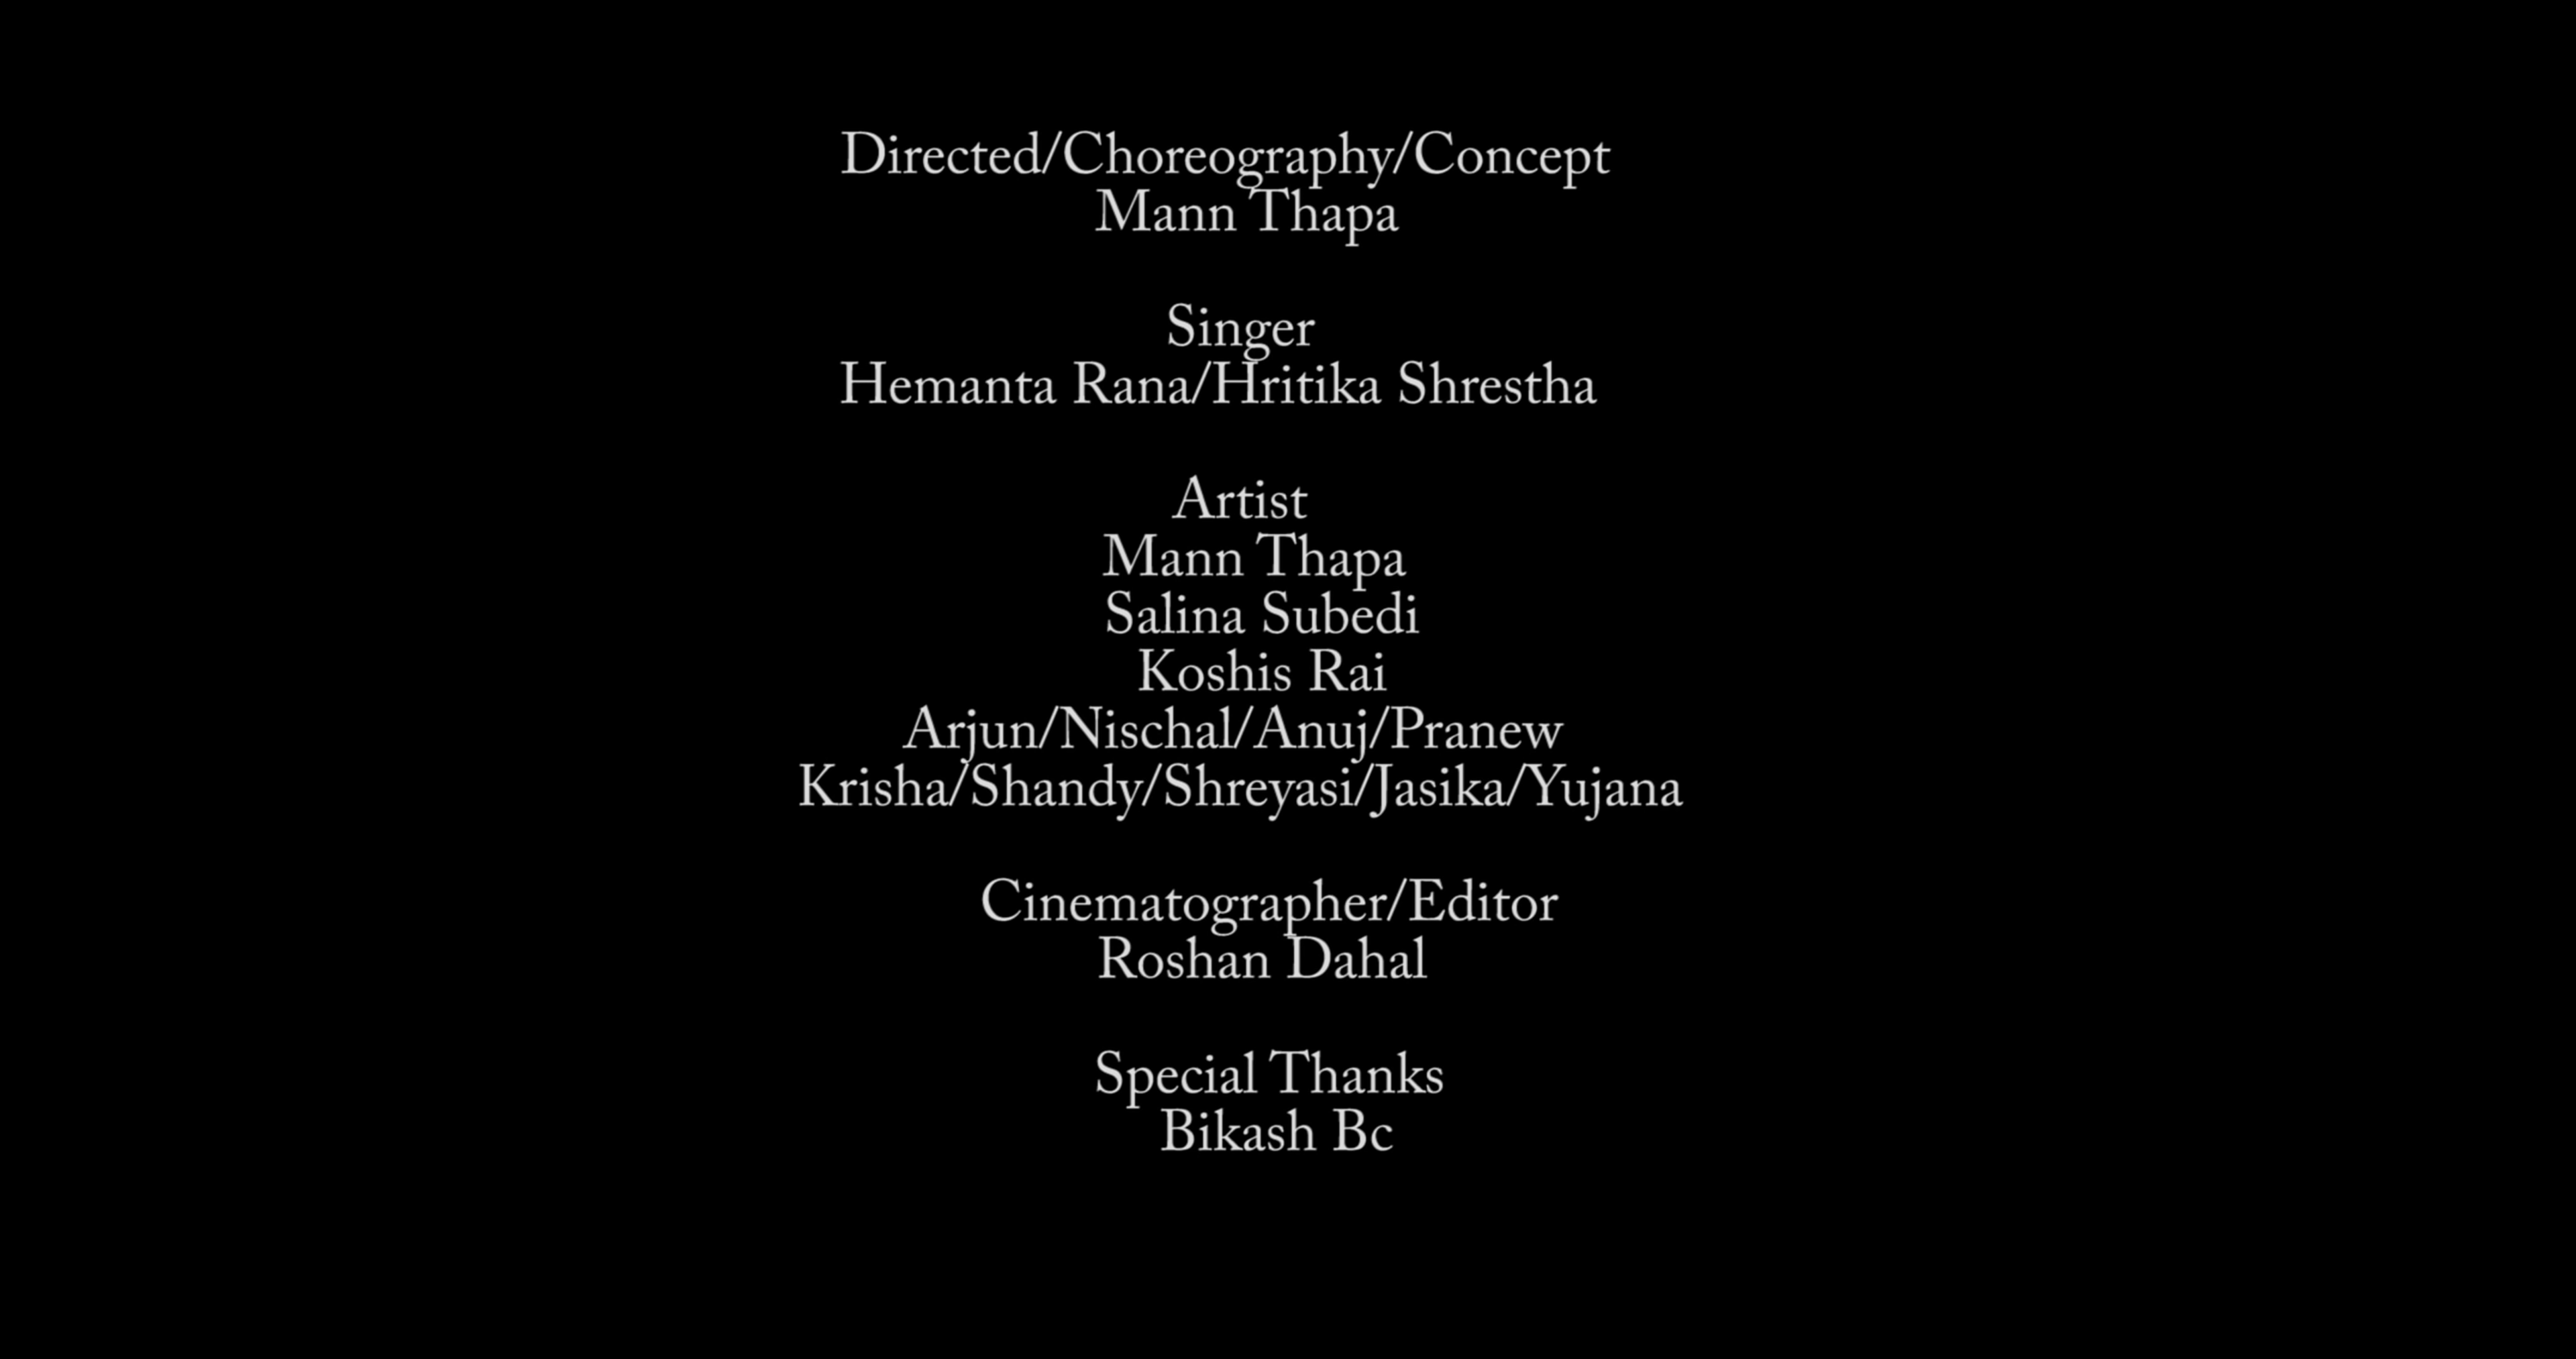 Directed/Choreography/Concept
Mann Thapa
Singer
Hemanta Rana/Hritika Shrestha
Artist
Mann Thapa
Salina Subedi
Koshis Rai
Arjun/Nischal/Anuj/Pranew
Krisha/Shandy/Shreyasi/Jasika/Yujana
Cinematographer/Editor
Roshan Dahal
Special Thanks
Bikash Bc